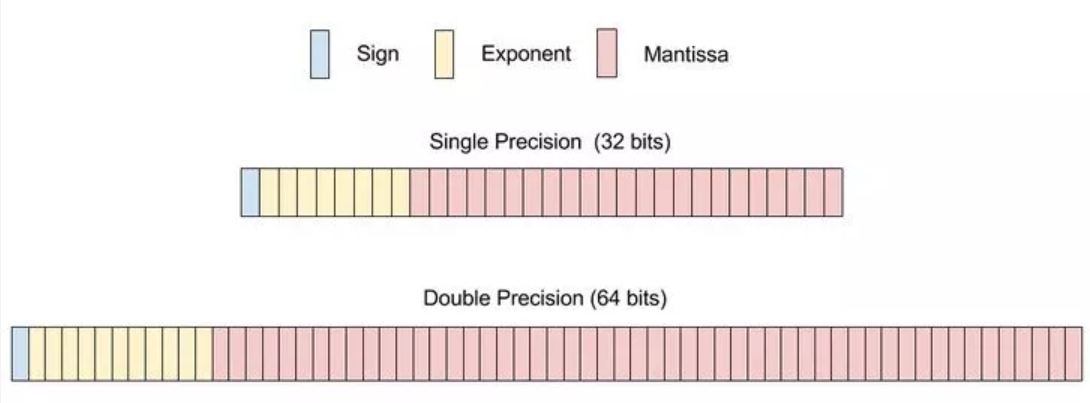 Sign Exponent Mantissa
Single Precision (32 bits)
Double Precision (64 bits)